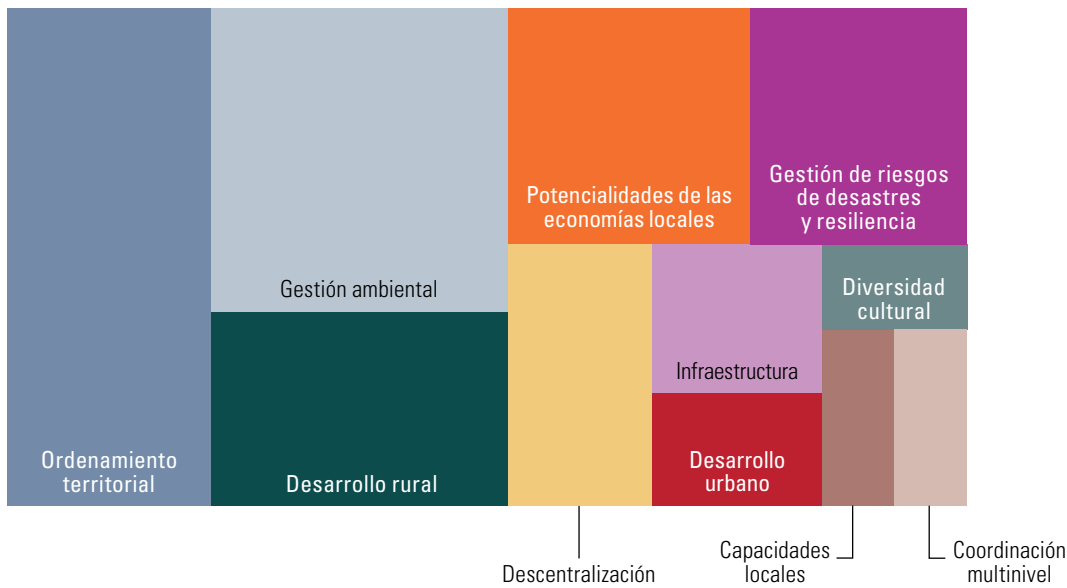 Ordenamiento
territorial
Gestión ambiental
Desarrollo rural
Potencialidades de las
economías locales
Gestión de riesgos
de desastres
y resiliencia
Descentralización
Infraestructura
Desarrollo
urbano
Diversidad
cultural
Capacidades
locales
Coordinación
multinivel